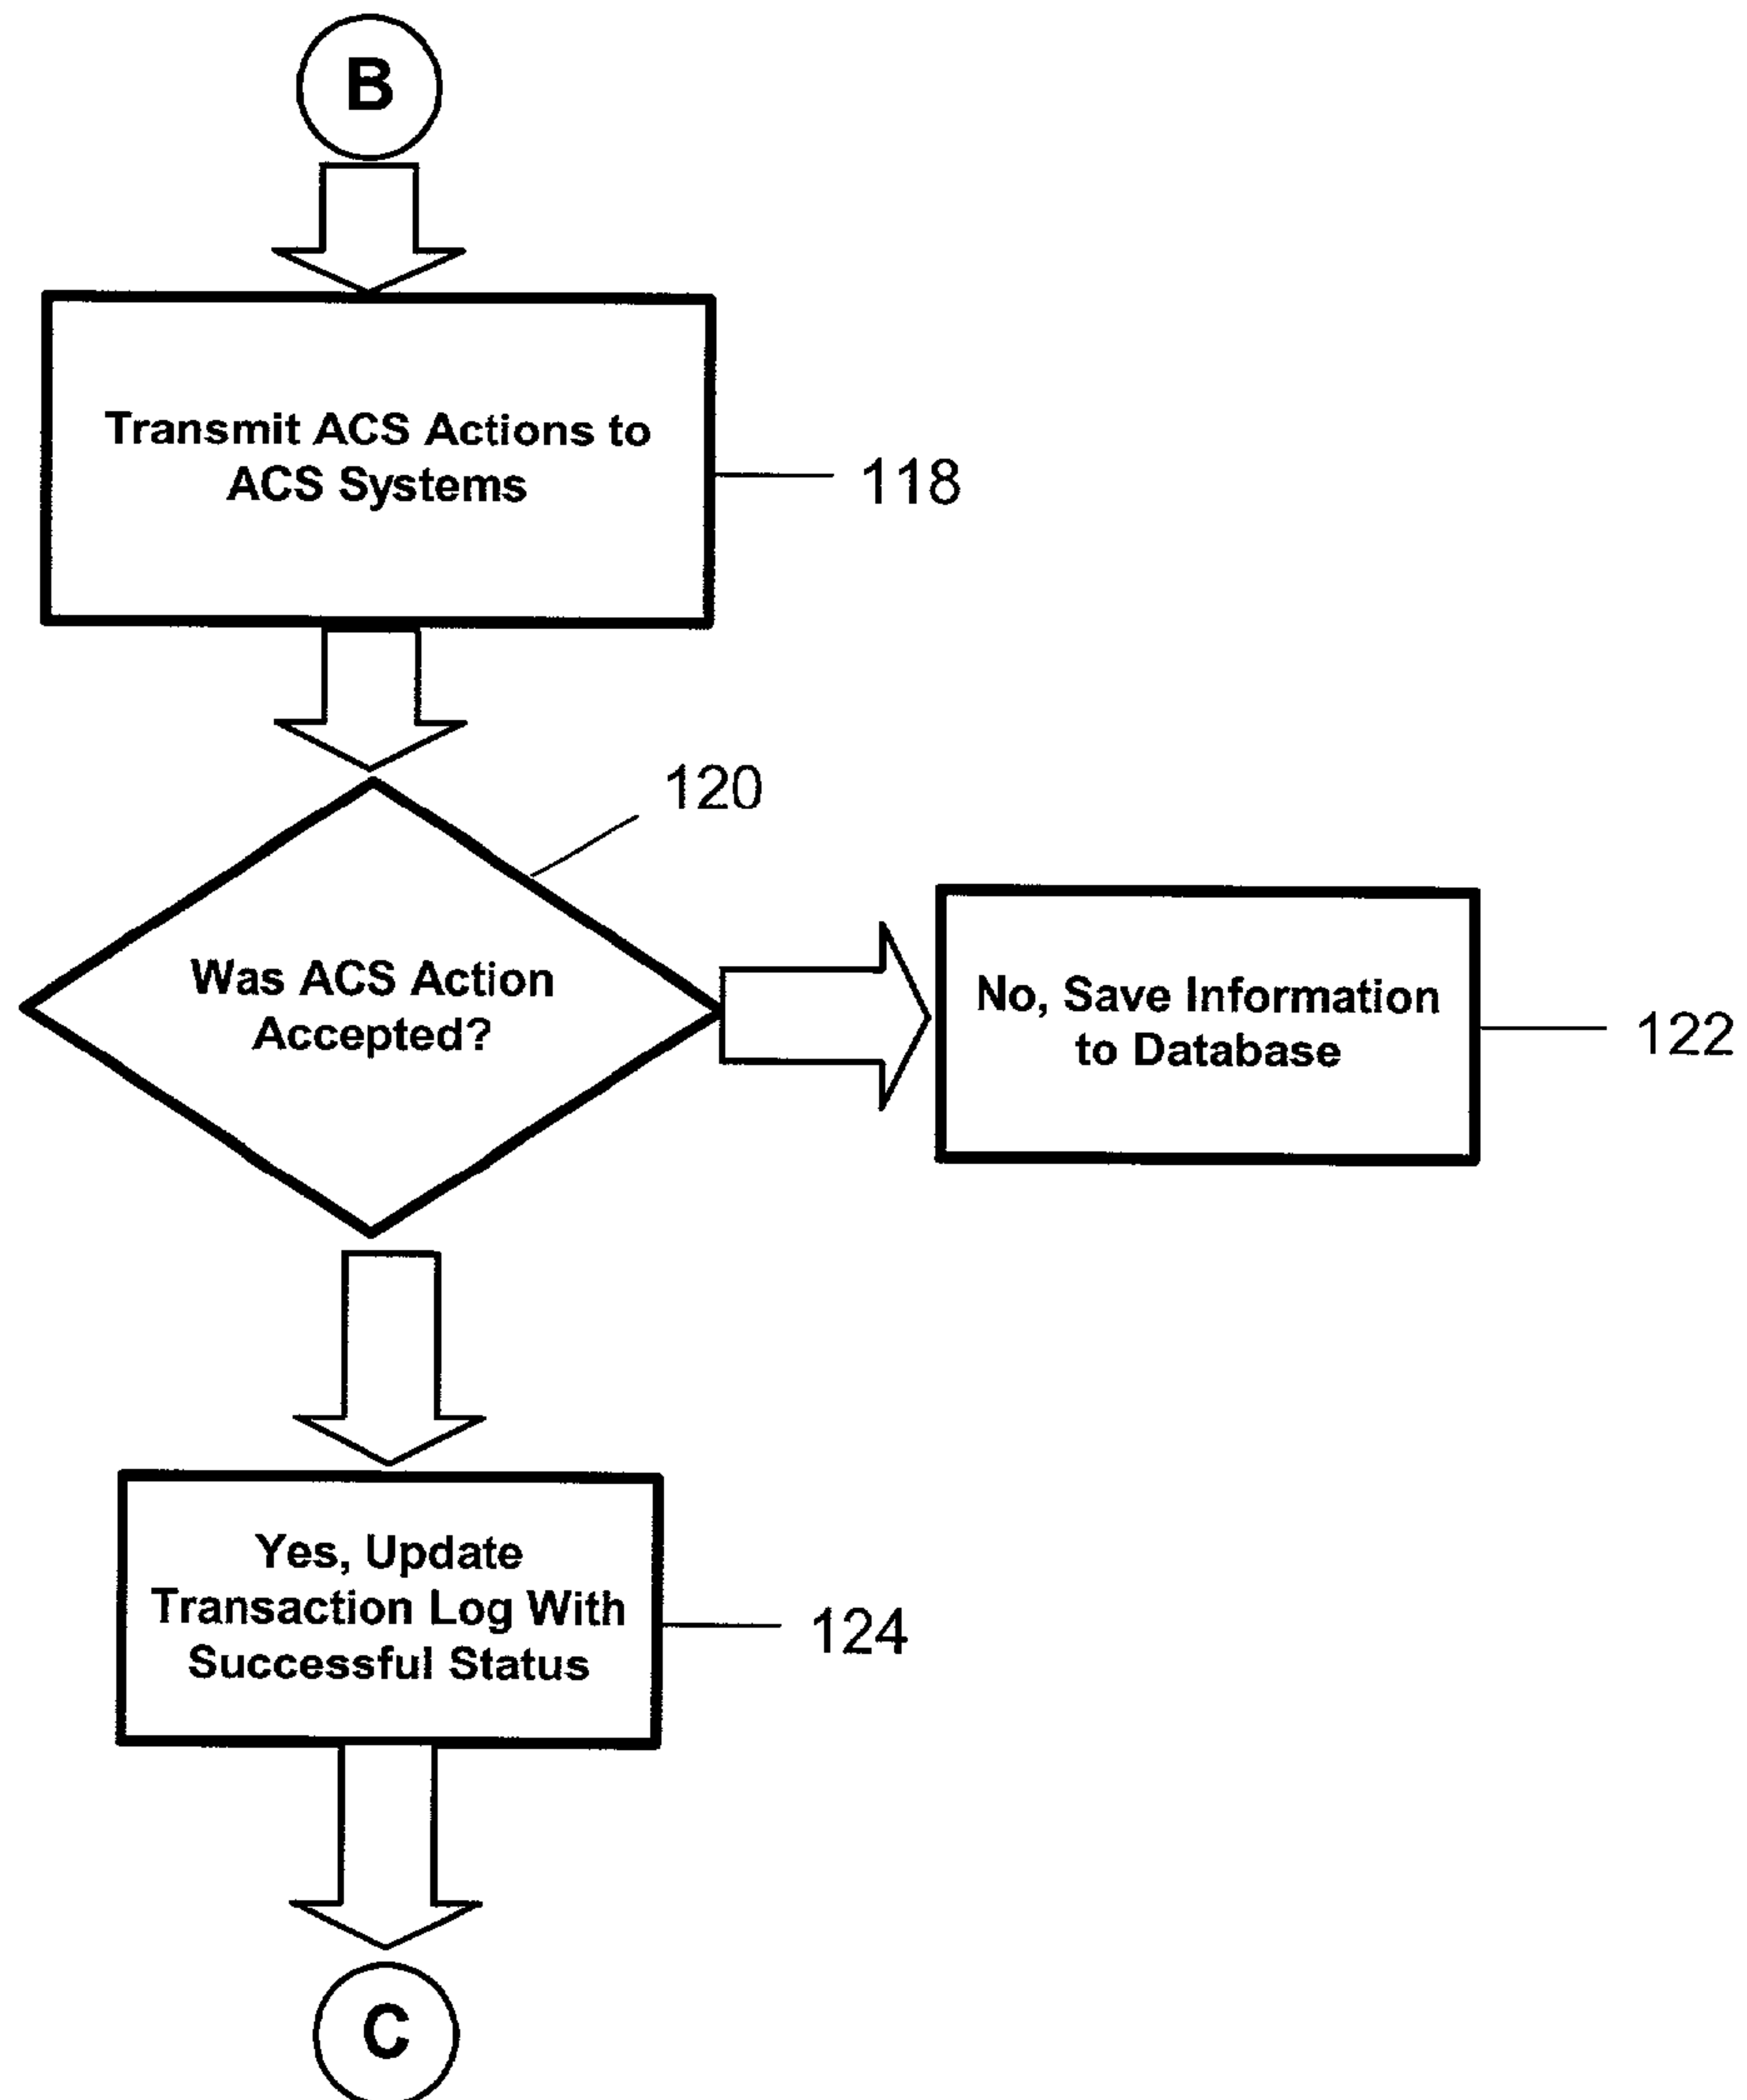 B
Transmit ACS Actions to
ACS Systems
118
120
Was ACS Action
Accepted?
No, Save Information
to Database
122
Yes, Update
Transaction Log With
Successful Status
124
C